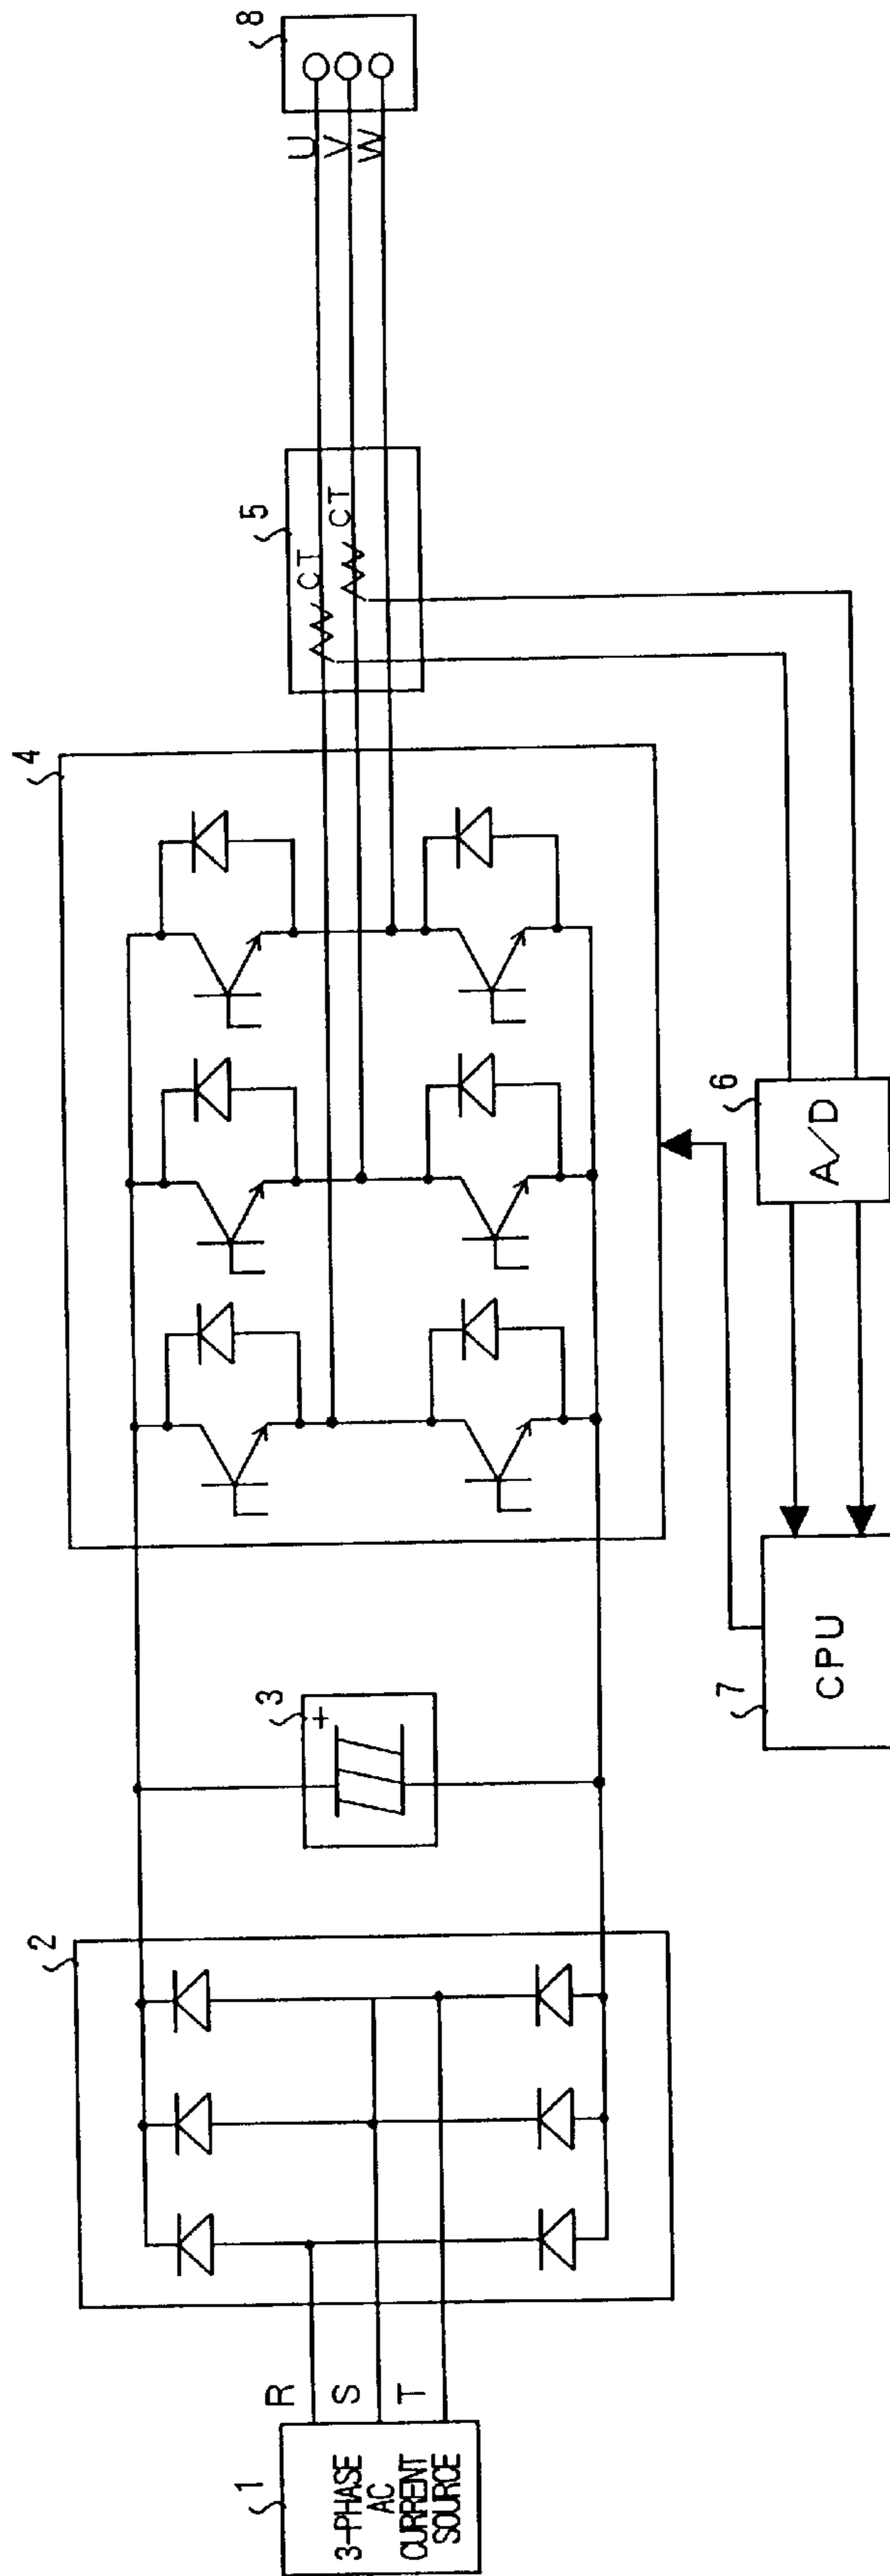 1
3-PHASE
AC
CURRENT
SOURCE
R
S
T
2
3
+
4
5
CT
CT
U
V
W
8
6
A/D
7
CPU